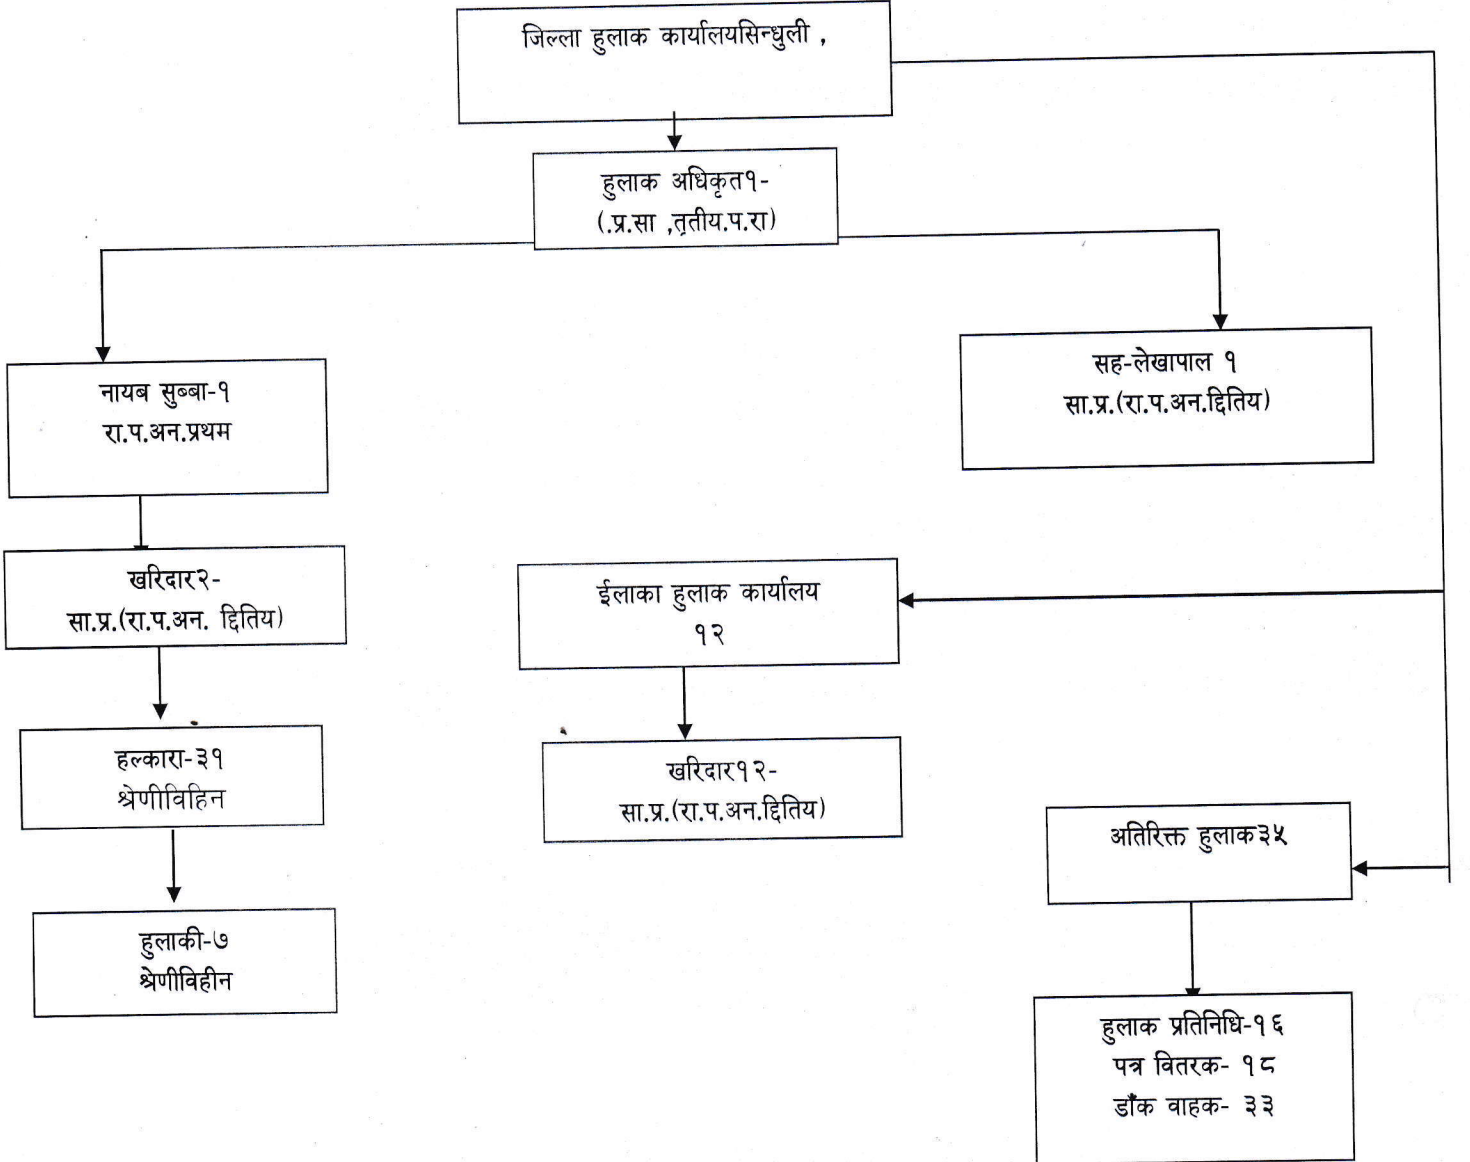 जिल्ला हुलाक कार्यालयसिन्धुली ,
हुलाक अधिकृत१-
(.प्र.सा ,तृतीय.प.रा)
नायब सुब्बा-१
रा.प.अन.प्रथम
सह-लेखापाल १
सा.प्र.(रा.प.अन.द्दितिय)
खरिदार२-
सा.प्र.(रा.प.अन. द्दितिय)
ईलाका हुलाक कार्यालय
१२
हल्कारा-३१
श्रेणीविहिन
खरिदार१२-
सा.प्र.(रा.प.अन.द्दितिय)
अतिरिक्त हुलाक३५
हुलाकी-७
श्रेणीविहीन
हुलाक प्रतिनिधि-१६
पत्र वितरक- १८
डाँक वाहक- ३३